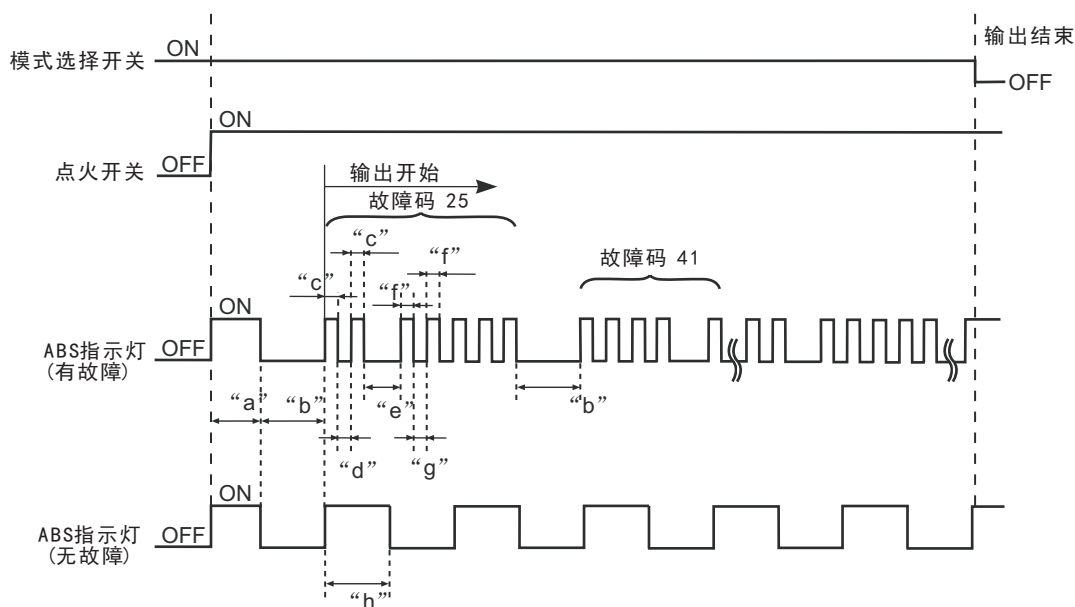 输出结束
模式选择开关 ON
OFF
ON
点火开关 OFF
输出开始
故障码 25
“c”
“f”
故障码 41
“c”
“f”
ON
ABS指示灯 OFF
(有故障)
“a” “b” “e” “b”
“d” “g”
ON
ABS指示灯 OFF
(无故障)
“h”